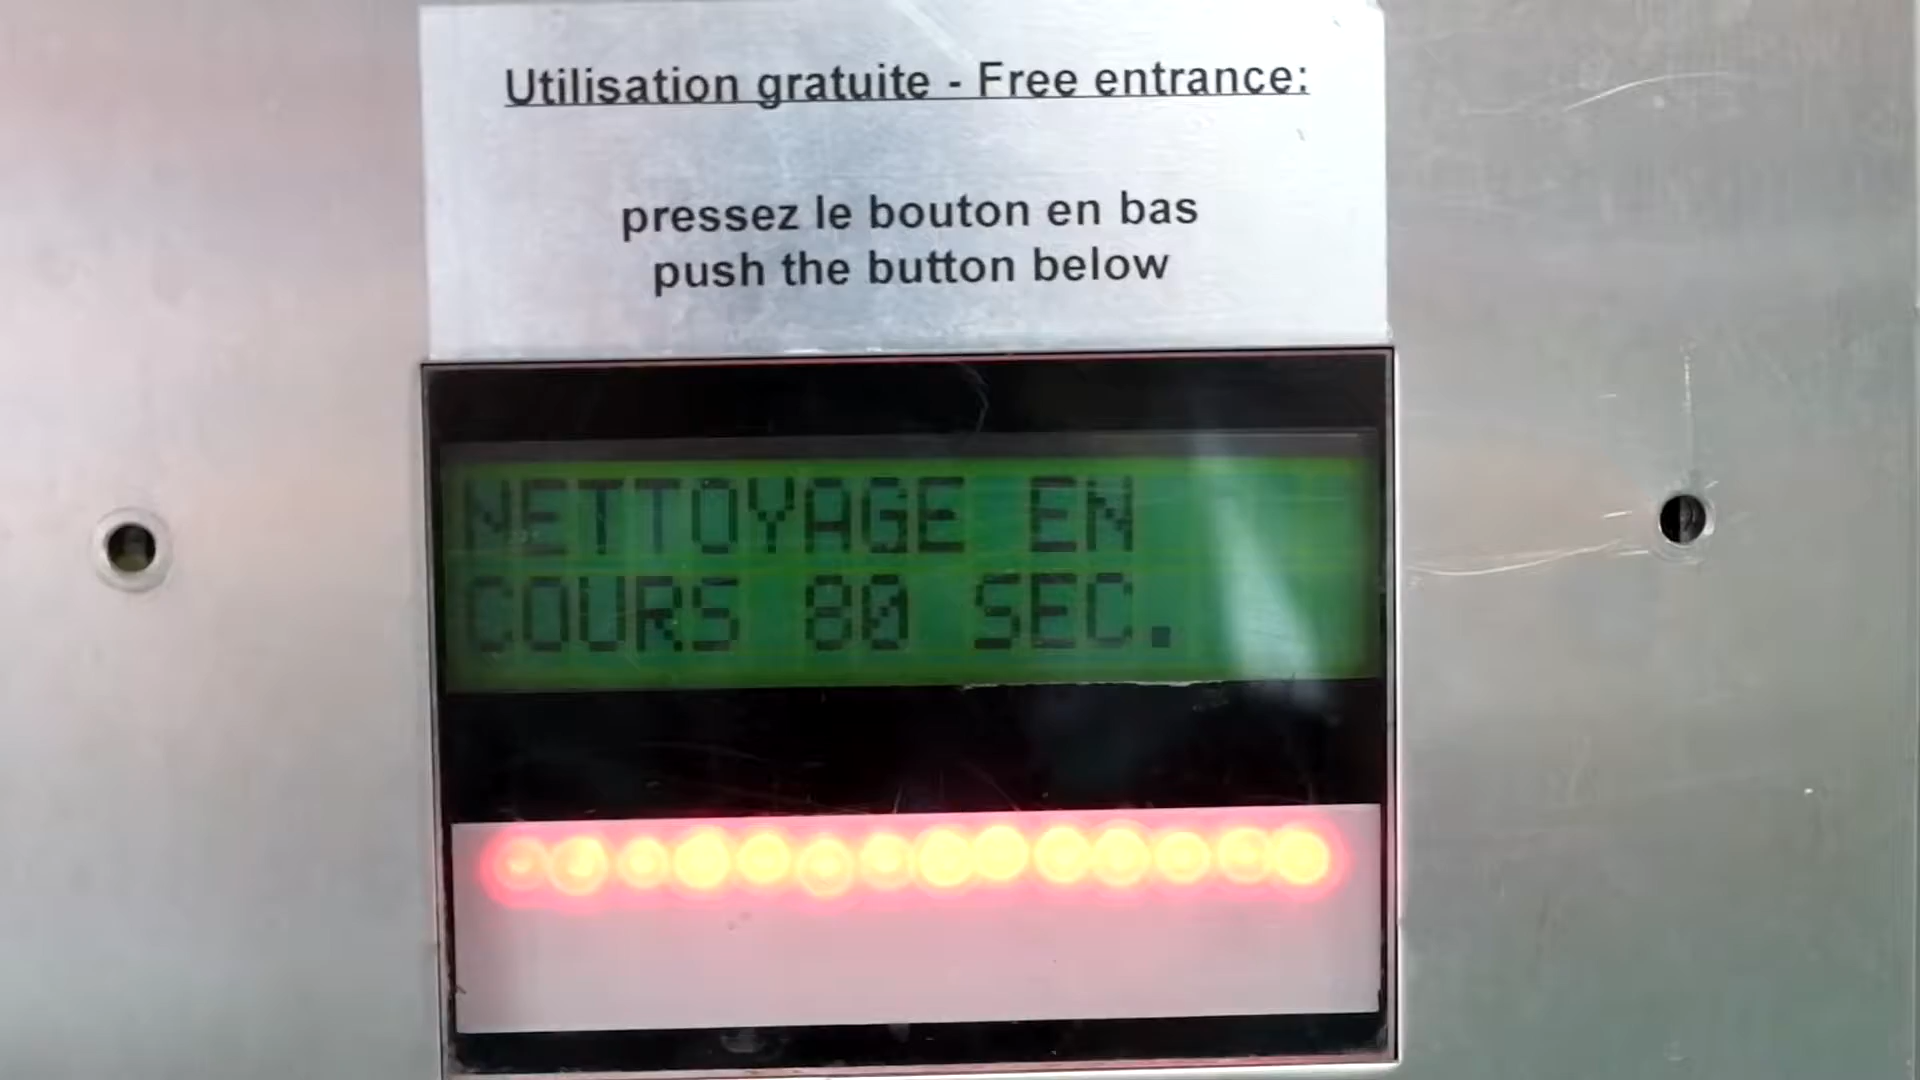 Utilisation gratuite - Free entrance:
pressez le bouton en bas
push the button below
NETTOYAGE EN
COURS 80 SEC.